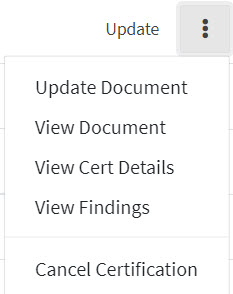 Update
Update Document
View Document
View Cert Details
View Findings
Cancel Certification